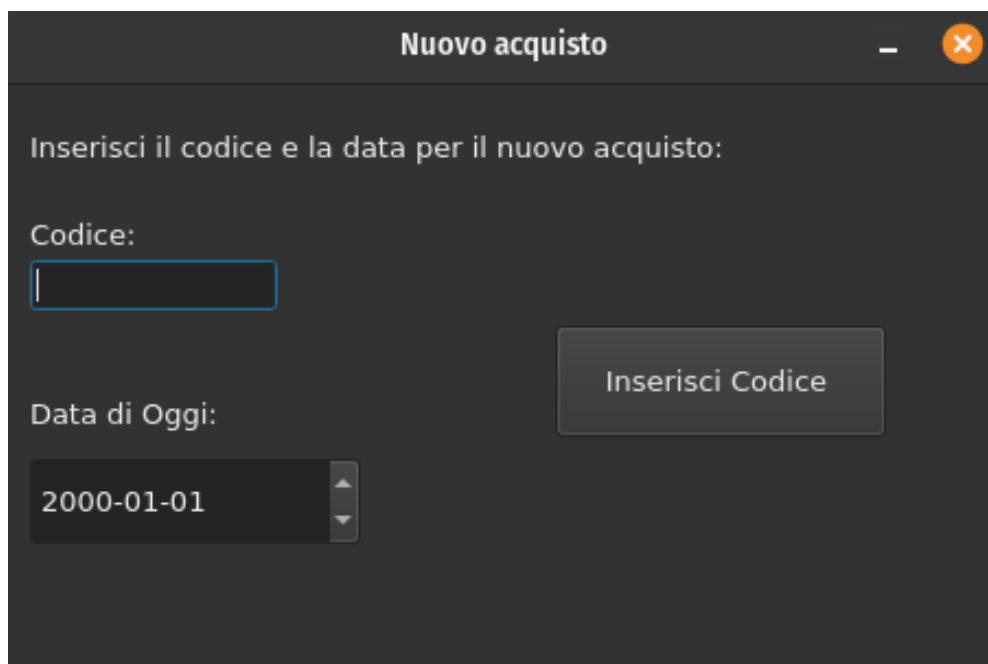 Nuovo acquisto
Inserisci il codice e la data per il nuovo acquisto:
Codice:
Inserisci Codice
Data di Oggi:
2000-01-01